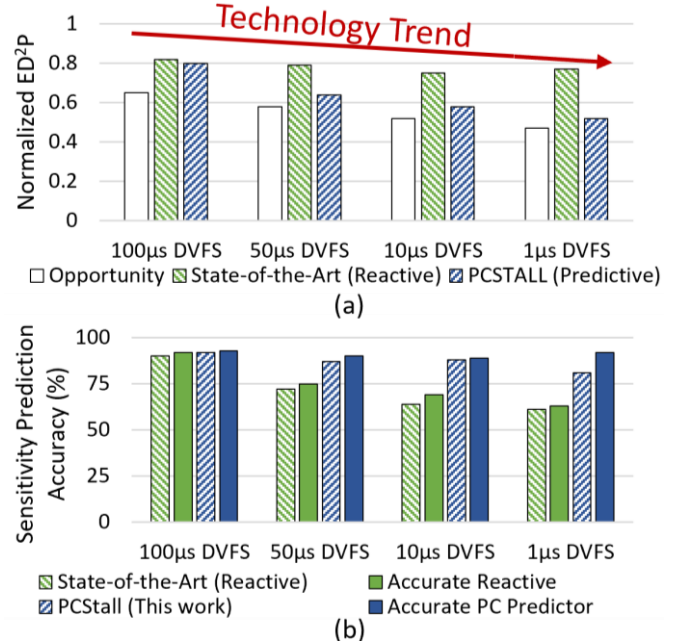 Technology Trend
Normalized ED²P
1
0.8
0.6
0.4
0.2
0
100µs DVFS 50µs DVFS 10µs DVFS 1µs DVFS
Opportunity State-of-the-Art (Reactive) PCSTALL (Predictive)
(a)
Sensitivity Prediction
Accuracy (%)
100
75
50
25
0
100µs DVFS 50µs DVFS 10µs DVFS 1µs DVFS
State-of-the-Art (Reactive) Accurate Reactive
PCStall (This work) Accurate PC Predictor
(b)